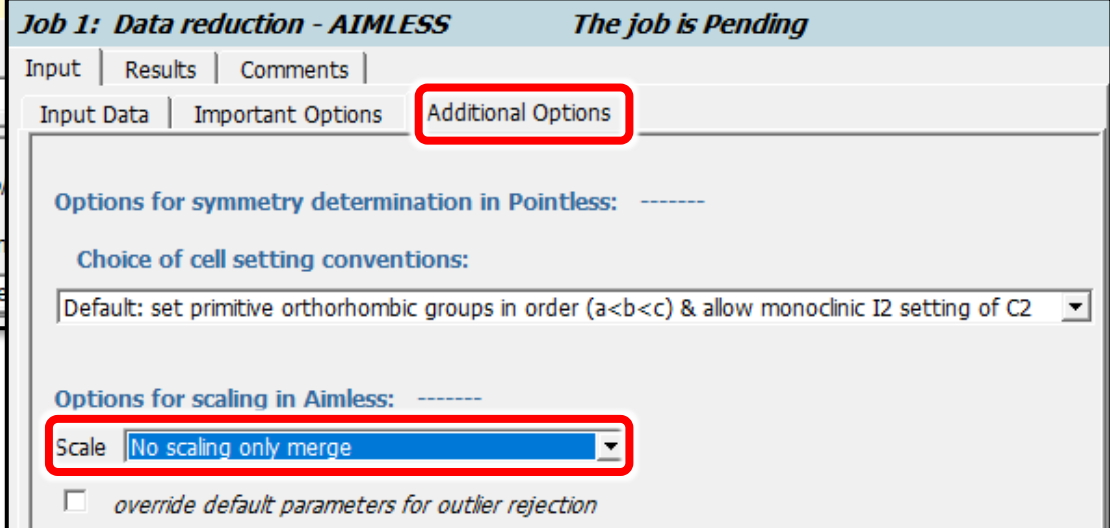 Job 1: Data reduction - AIMLESS The job is Pending
Input Results Comments
Input Data Important Options Additional Options
Options for symmetry determination in Pointless: -------
Choice of cell setting conventions:
Default: set primitive orthorhombic groups in order (a<b<c) & allow monoclinic I2 setting of C2
Options for scaling in Aimless: -------
Scale No scaling only merge
override default parameters for outlier rejection